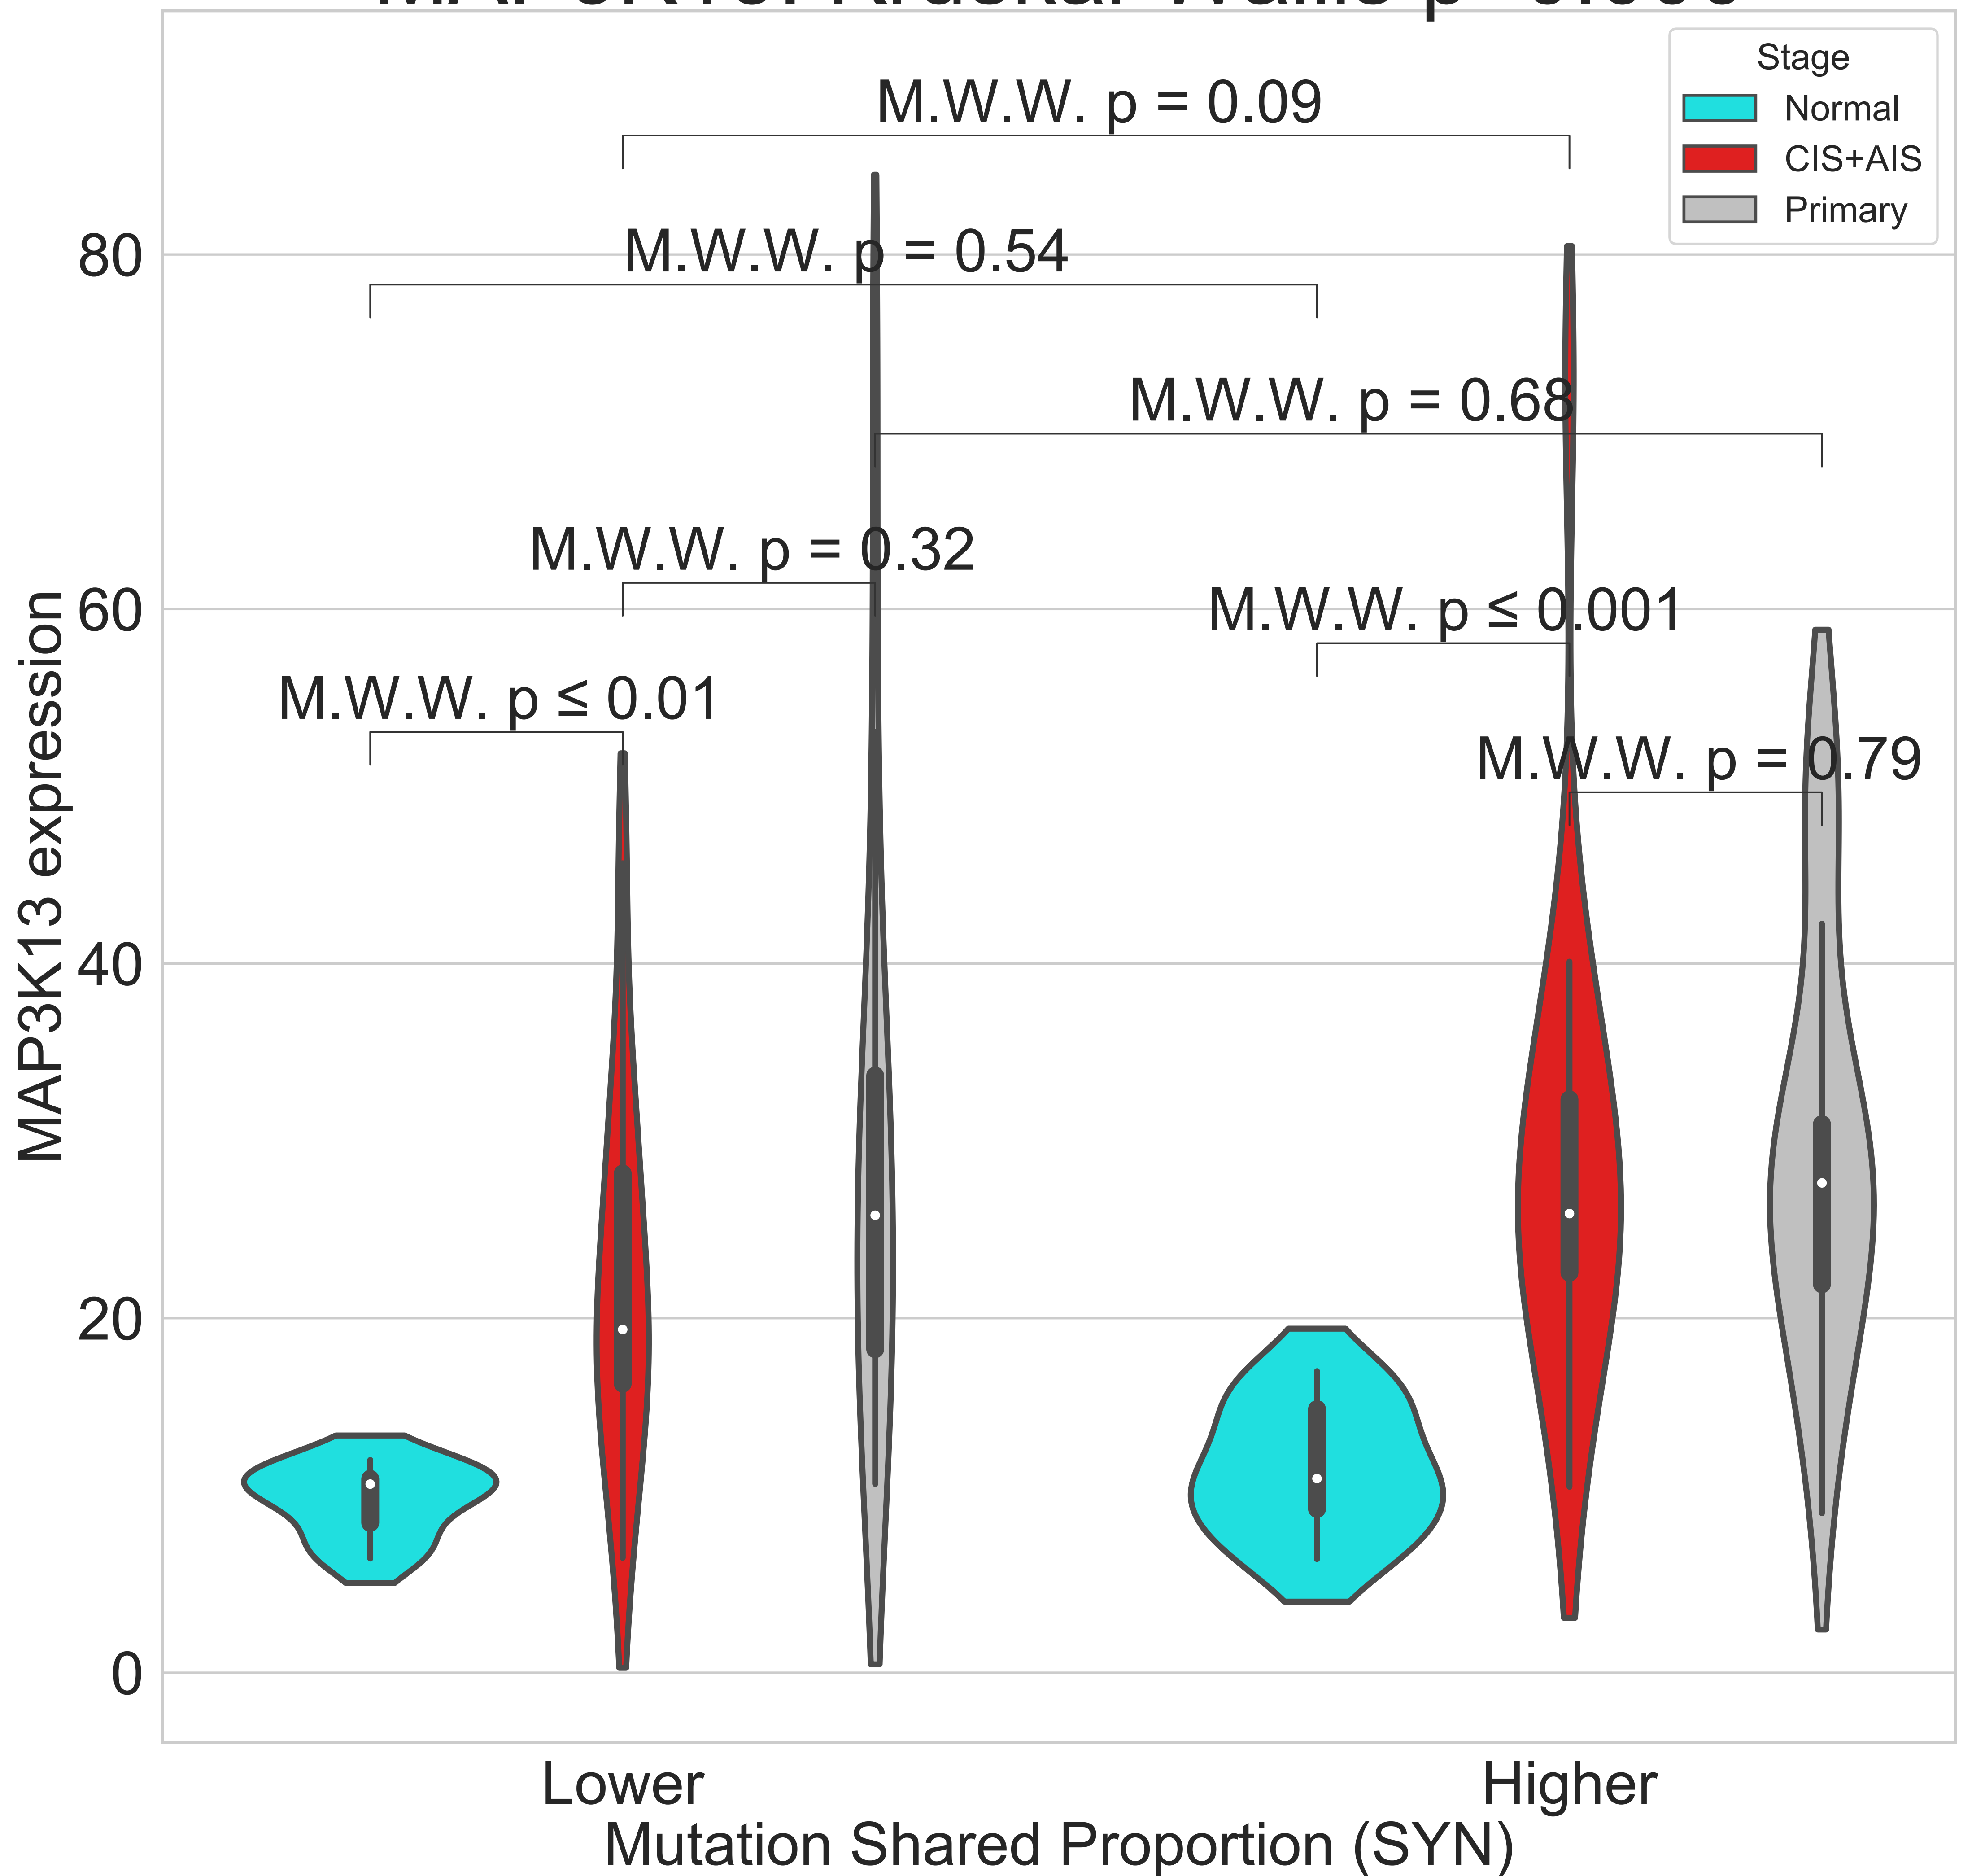 Stage
Normal
CIS+AIS
Primary
M.W.W. p = 0.09
M.W.W. p = 0.54
M.W.W. p = 0.68
M.W.W. p = 0.32
M.W.W. p ≤ 0.001
M.W.W. p ≤ 0.01
M.W.W. p = 0.79
80
60
40
20
0
MAP3K13 expression
Lower
Higher
Mutation Shared Proportion (SYN)